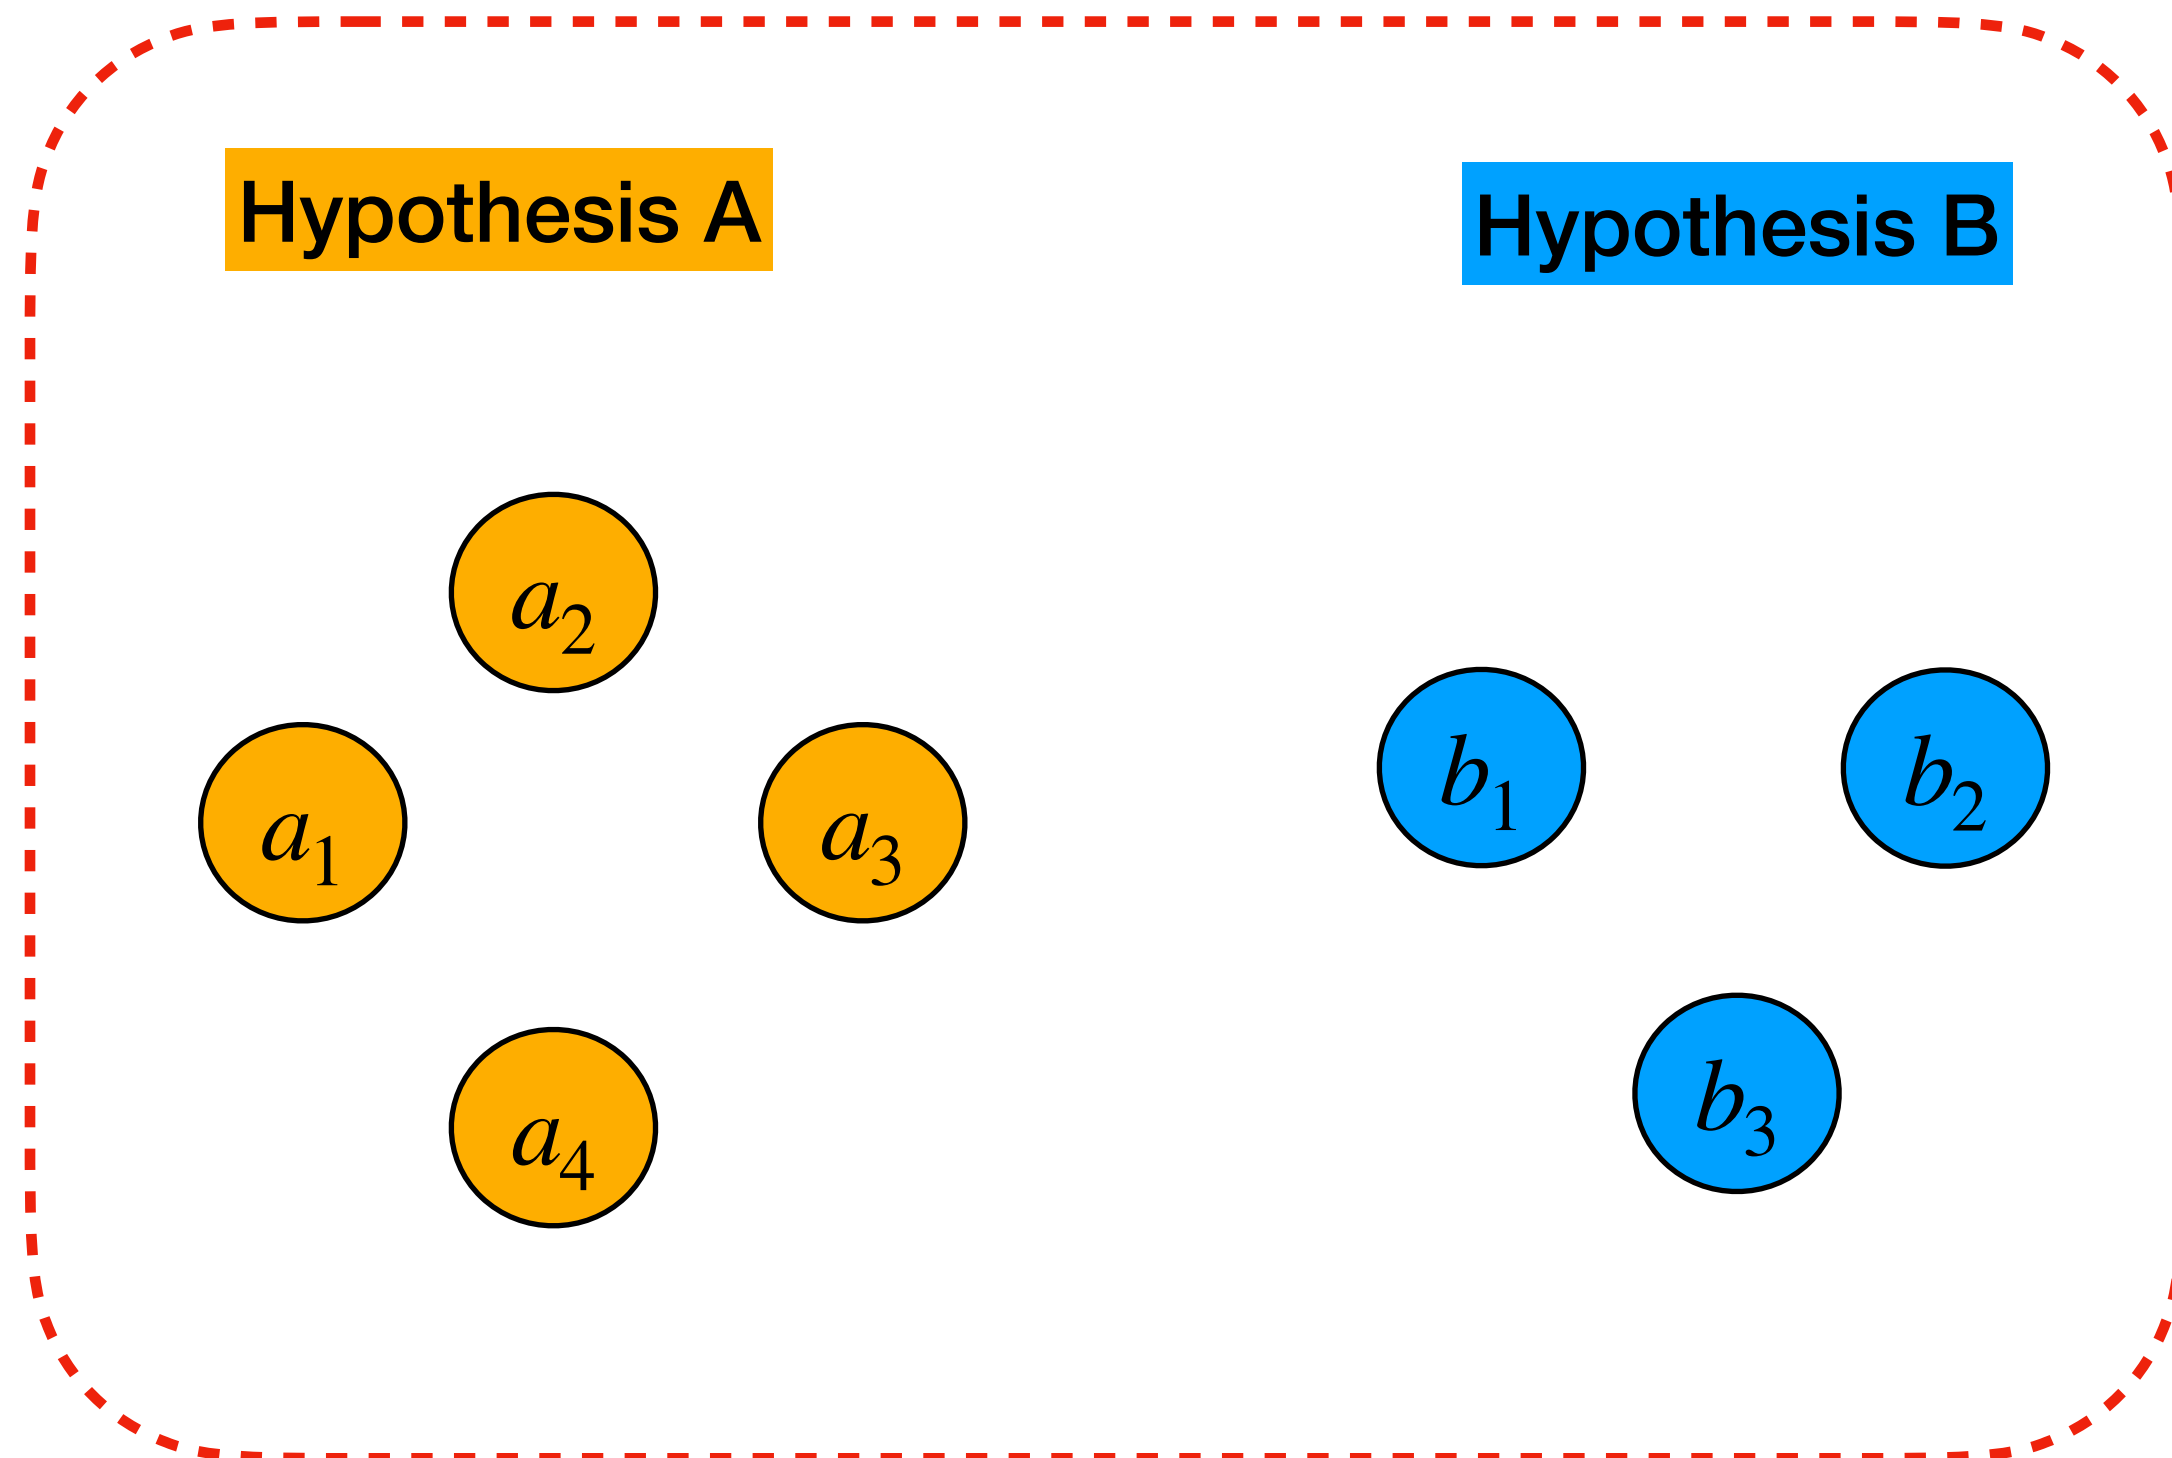 Hypothesis A
Hypothesis B
a₂
a₁
a₃
b₁
b₂
a₄
b₃